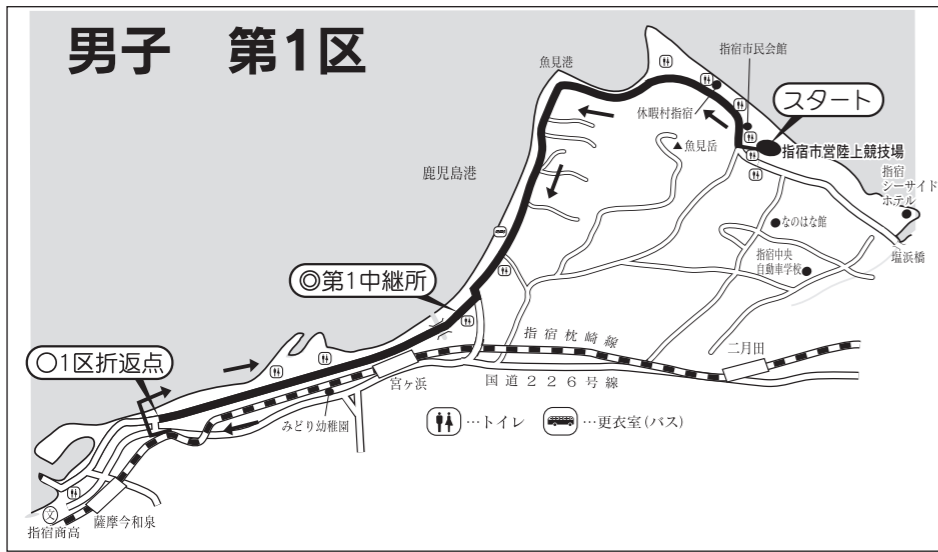 男子 第1区
指宿市民会館
魚見港
スタート
休暇村指宿
指宿市営陸上競技場
魚見岳
鹿児島港
指宿
シーサイド
ホテル
なのはな館
指宿中央
自動車学校
塩浜橋
◎第1中継所
指宿枕崎線
二月田
○1区折返点
宮ヶ浜
国道226号線
みどり幼稚園
…トイレ
…更衣室(バス)
文
薩摩今和泉
指宿商高